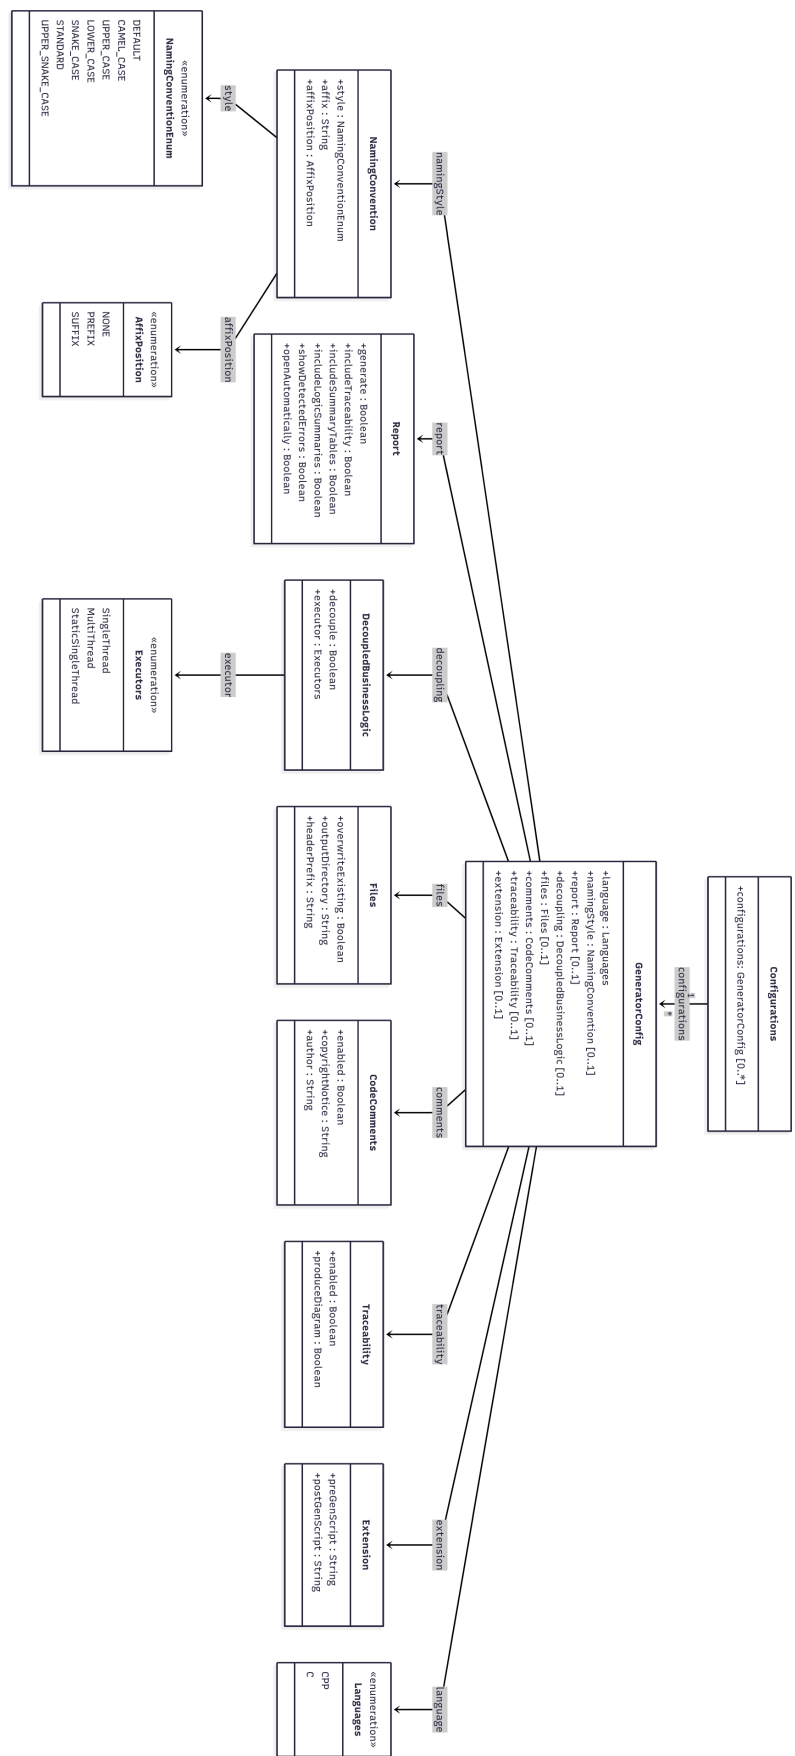 Configurations
+configurations: GeneratorConfig [0..*]
1
configurations
*
GeneratorConfig
+language : Languages
+namingStyle : NamingConvention [0..1]
+report : Report [0..1]
+decoupling : DecoupledBusinessLogic [0..1]
+files : Files [0..1]
+comments : CodeComments [0..1]
+traceability : Traceability [0..1]
+extension : Extension [0..1]
namingStyle
report
decoupling
files
comments
traceability
extension
language
NamingConvention
+style : NamingConventionEnum
+affix : String
+affixPosition : AffixPosition
Report
+generate : Boolean
+includeTraceability : Boolean
+includeSummaryTables : Boolean
+includeLogicSummaries : Boolean
+showDetectedErrors : Boolean
+openAutomatically : Boolean
DecoupledBusinessLogic
+decouple : Boolean
+executor : Executors
Files
+overwriteExisting : Boolean
+outputDirectory : String
+headerPrefix : String
CodeComments
+enabled : Boolean
+copyrightNotice : String
+author : String
Traceability
+enabled : Boolean
+produceDiagram : Boolean
Extension
+preGenScript : String
+postGenScript : String
«enumeration»
Languages
CPP
C
style
affixPosition
executor
«enumeration»
NamingConventionEnum
DEFAULT
CAMEL_CASE
UPPER_CASE
LOWER_CASE
SNAKE_CASE
STANDARD
UPPER_SNAKE_CASE
«enumeration»
AffixPosition
NONE
PREFIX
SUFFIX
«enumeration»
Executors
SingleThread
MultiThread
StaticSingleThread